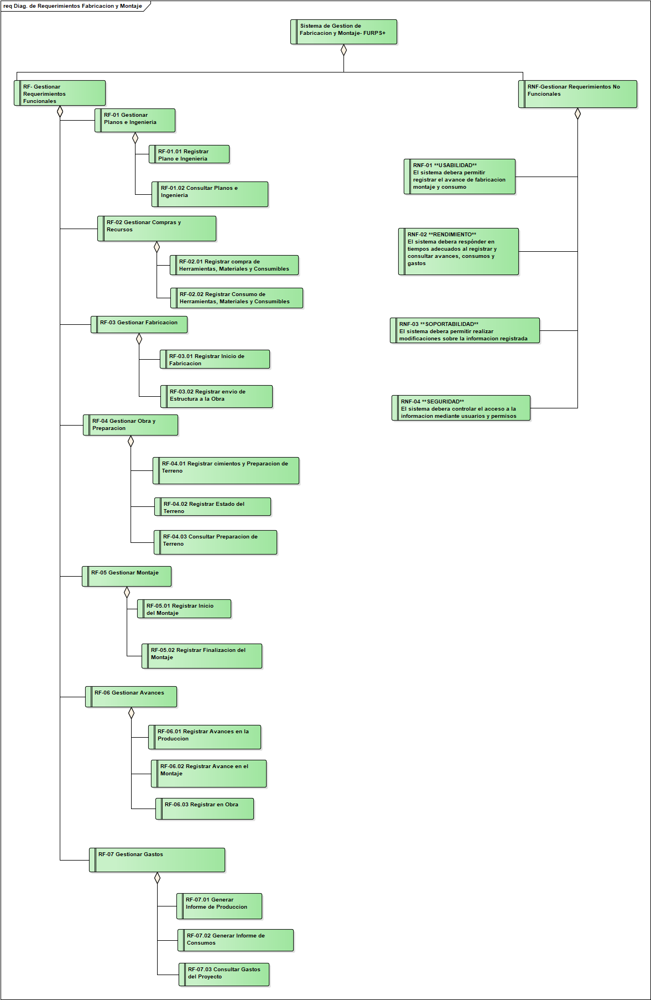 req Diag. de Requerimientos Fabricacion y Montaje
Sistema de Gestion de
Fabricacion y Montaje- FURPS+
RF- Gestionar
Requerimientos
Funcionales
RNF-Gestionar Requerimientos No
Funcionales
RF-01 Gestionar
Planos e Ingenieria
RF-01.01 Registrar
Plano e Ingenieria
RF-01.02 Consultar Planos e
Ingenieria
RF-02 Gestionar Compras y
Recursos
RF-02.01 Registrar compra de
Herramientas, Materiales y Consumibles
RF-02.02 Registrar Consumo de
Herramientas, Materiales y Consumibles
RF-03 Gestionar Fabricacion
RF-03.01 Registrar Inicio de
Fabricacion
RF-03.02 Registrar envio de
Estructura a la Obra
RF-04 Gestionar Obra y
Preparacion
RF-04.01 Registrar cimientos y Preparacion de
Terreno
RF-04.02 Registrar Estado del
Terreno
RF-04.03 Consultar Preparacion de
Terreno
RF-05 Gestionar Montaje
RF-05.01 Registrar Inicio
del Montaje
RF-05.02 Registrar Finalizacion del
Montaje
RF-06 Gestionar Avances
RF-06.01 Registrar Avances en la
Produccion
RF-06.02 Registrar Avance en el
Montaje
RF-06.03 Registrar en Obra
RF-07 Gestionar Gastos
RF-07.01 Generar
Informe de Produccion
RF-07.02 Generar Informe de
Consumos
RF-07.03 Consultar Gastos
del Proyecto
RNF-01 **USABILIDAD**
El sistema debera permitir
registrar el avance de fabricacion
montaje y consumo
RNF-02 **RENDIMIENTO**
El sistema debera respónder en
tiempos adecuados al registrar y
consultar avances, consumos y
gastos
RNF-03 **SOPORTABILIDAD**
El sistema debera permitir realizar
modificaciones sobre la informacion registrada
RNF-04 **SEGURIDAD**
El sistema debera controlar el acceso a la
informacion mediante usuarios y permisos